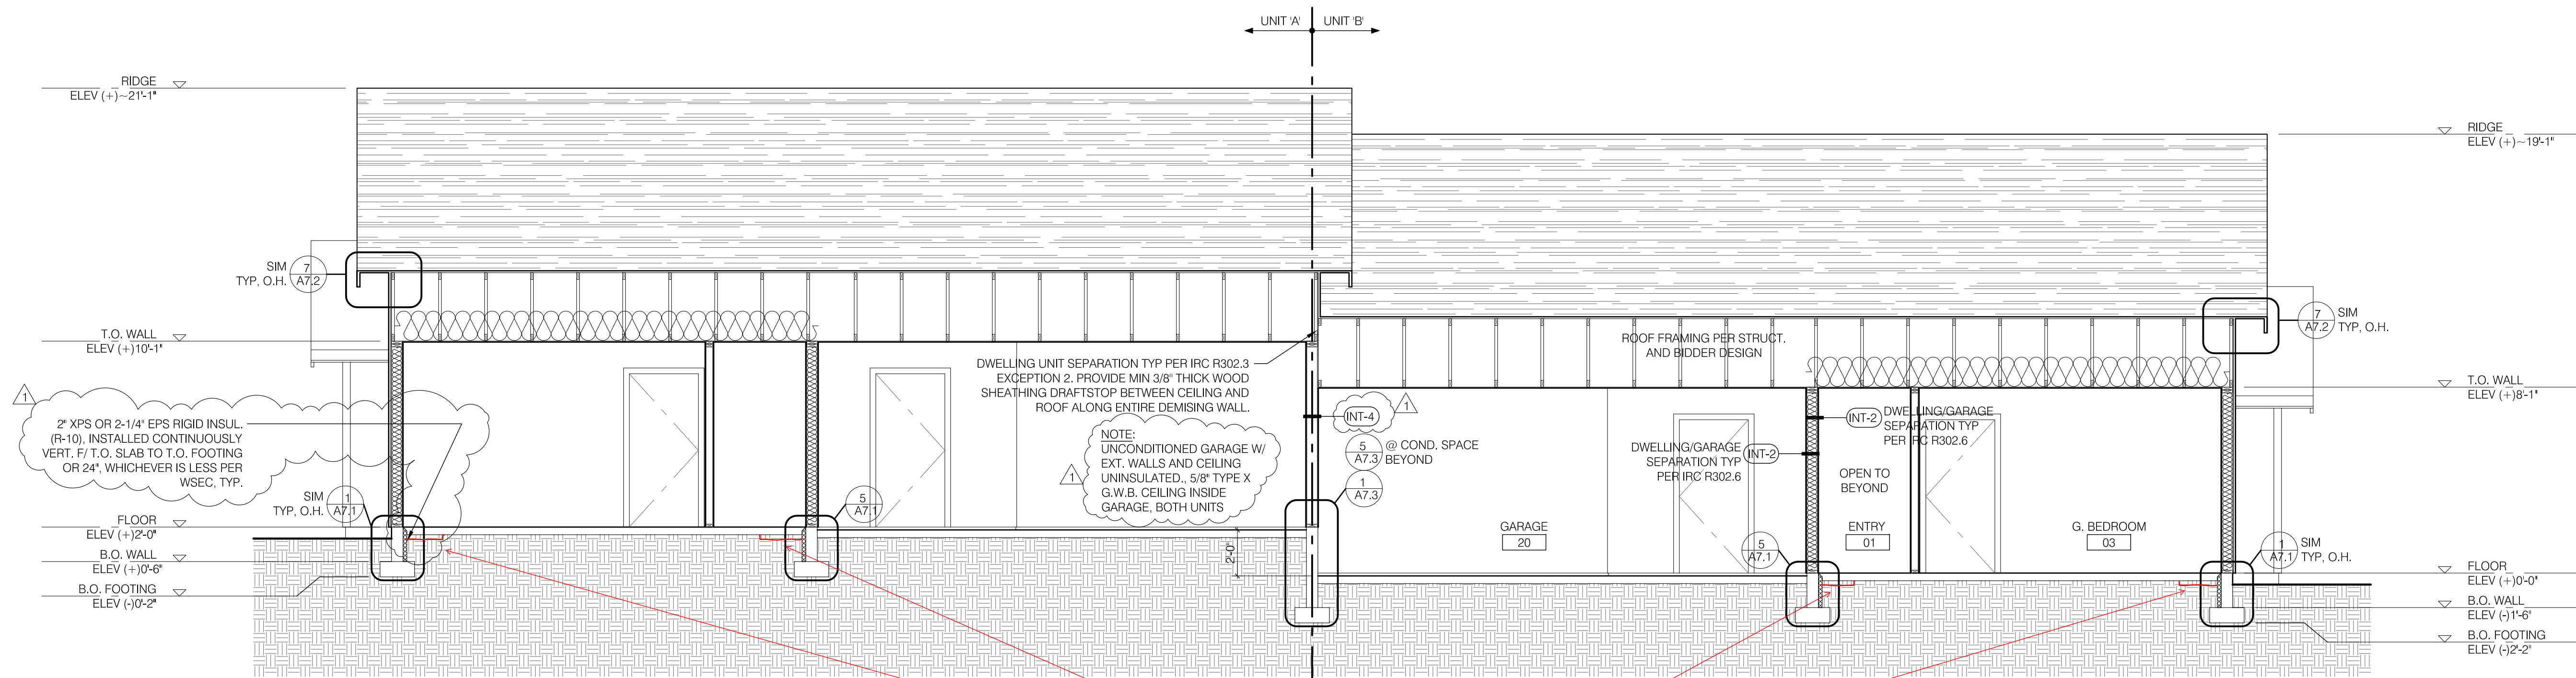 UNIT 'A'
UNIT 'B'
RIDGE
ELEV (+)~21'-1"
RIDGE
ELEV (+)~19'-1"
SIM
TYP, O.H.
7
A7.2
7
A7.2
SIM
TYP, O.H.
T.O. WALL
ELEV (+)10'-1"
ROOF FRAMING PER STRUCT.
AND BIDDER DESIGN
DWELLING UNIT SEPARATION TYP PER IRC R302.3
EXCEPTION 2. PROVIDE MIN 3/8" THICK WOOD
SHEATHING DRAFTSTOP BETWEEN CEILING AND
ROOF ALONG ENTIRE DEMISING WALL.
T.O. WALL
ELEV (+)8'-1"
1
2" XPS OR 2-1/4" EPS RIGID INSUL.
(R-10), INSTALLED CONTINUOUSLY
VERT. F/ T.O. SLAB TO T.O. FOOTING
OR 24", WHICHEVER IS LESS PER
WSEC, TYP.
INT-4
1
NOTE:
UNCONDITIONED GARAGE W/
EXT. WALLS AND CEILING
UNINSULATED., 5/8" TYPE X
G.W.B. CEILING INSIDE
GARAGE, BOTH UNITS
1
5
A7.3
@ COND. SPACE
BEYOND
1
A7.3
INT-2
DWELLING/GARAGE
SEPARATION TYP
PER IRC R302.6
DWELLING/GARAGE
SEPARATION TYP
PER IRC R302.6
INT-2
OPEN TO
BEYOND
SIM
TYP, O.H.
1
A7.1
5
A7.1
FLOOR
ELEV (+)2'-0"
B.O. WALL
ELEV (+)0'-6"
B.O. FOOTING
ELEV (-)0'-2"
2'-0"
GARAGE
20
5
A7.1
ENTRY
01
G. BEDROOM
03
1
A7.1
SIM
TYP, O.H.
FLOOR
ELEV (+)0'-0"
B.O. WALL
ELEV (-)1'-6"
B.O. FOOTING
ELEV (-)2'-2"